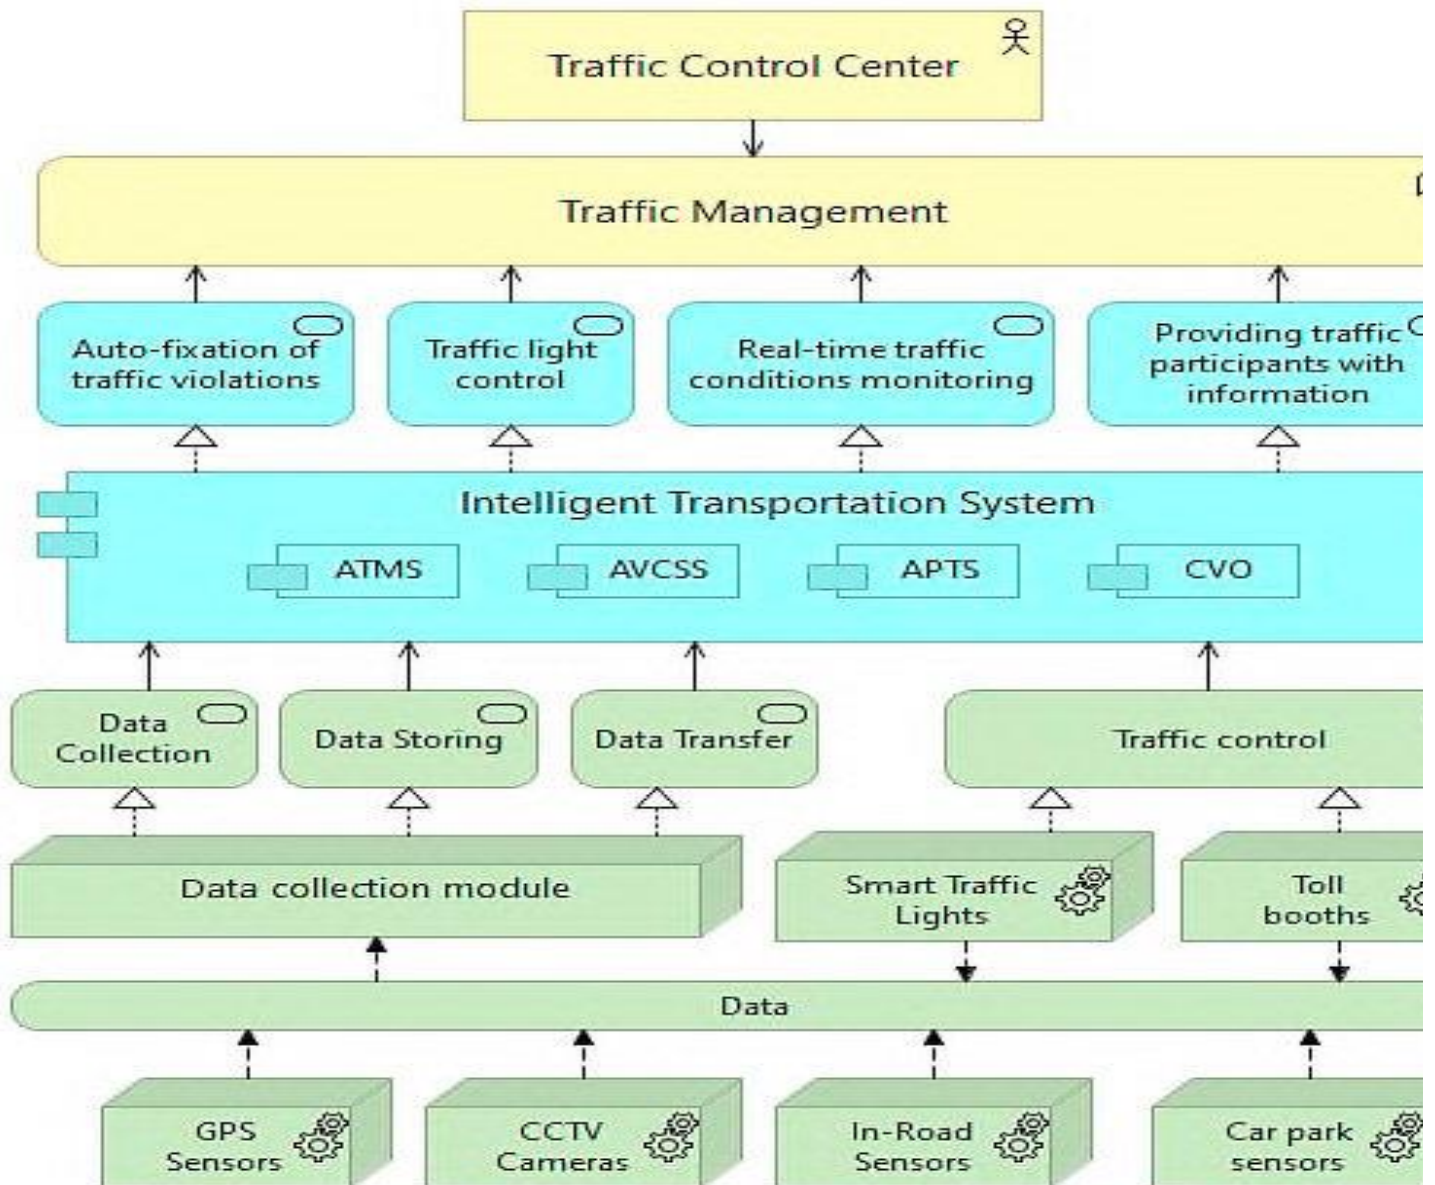 Traffic Control Center
Traffic Management
Auto-fixation of
traffic violations
Traffic light
control
Real-time traffic
conditions monitoring
Providing traffic
participants with
information
Intelligent Transportation System
ATMS
AVCSS
APTS
CVO
Data
Collection
Data Storing
Data Transfer
Traffic control
Data collection module
Smart Traffic
Lights
Toll
booths
Data
GPS
Sensors
CCTV
Cameras
In-Road
Sensors
Car park
sensors